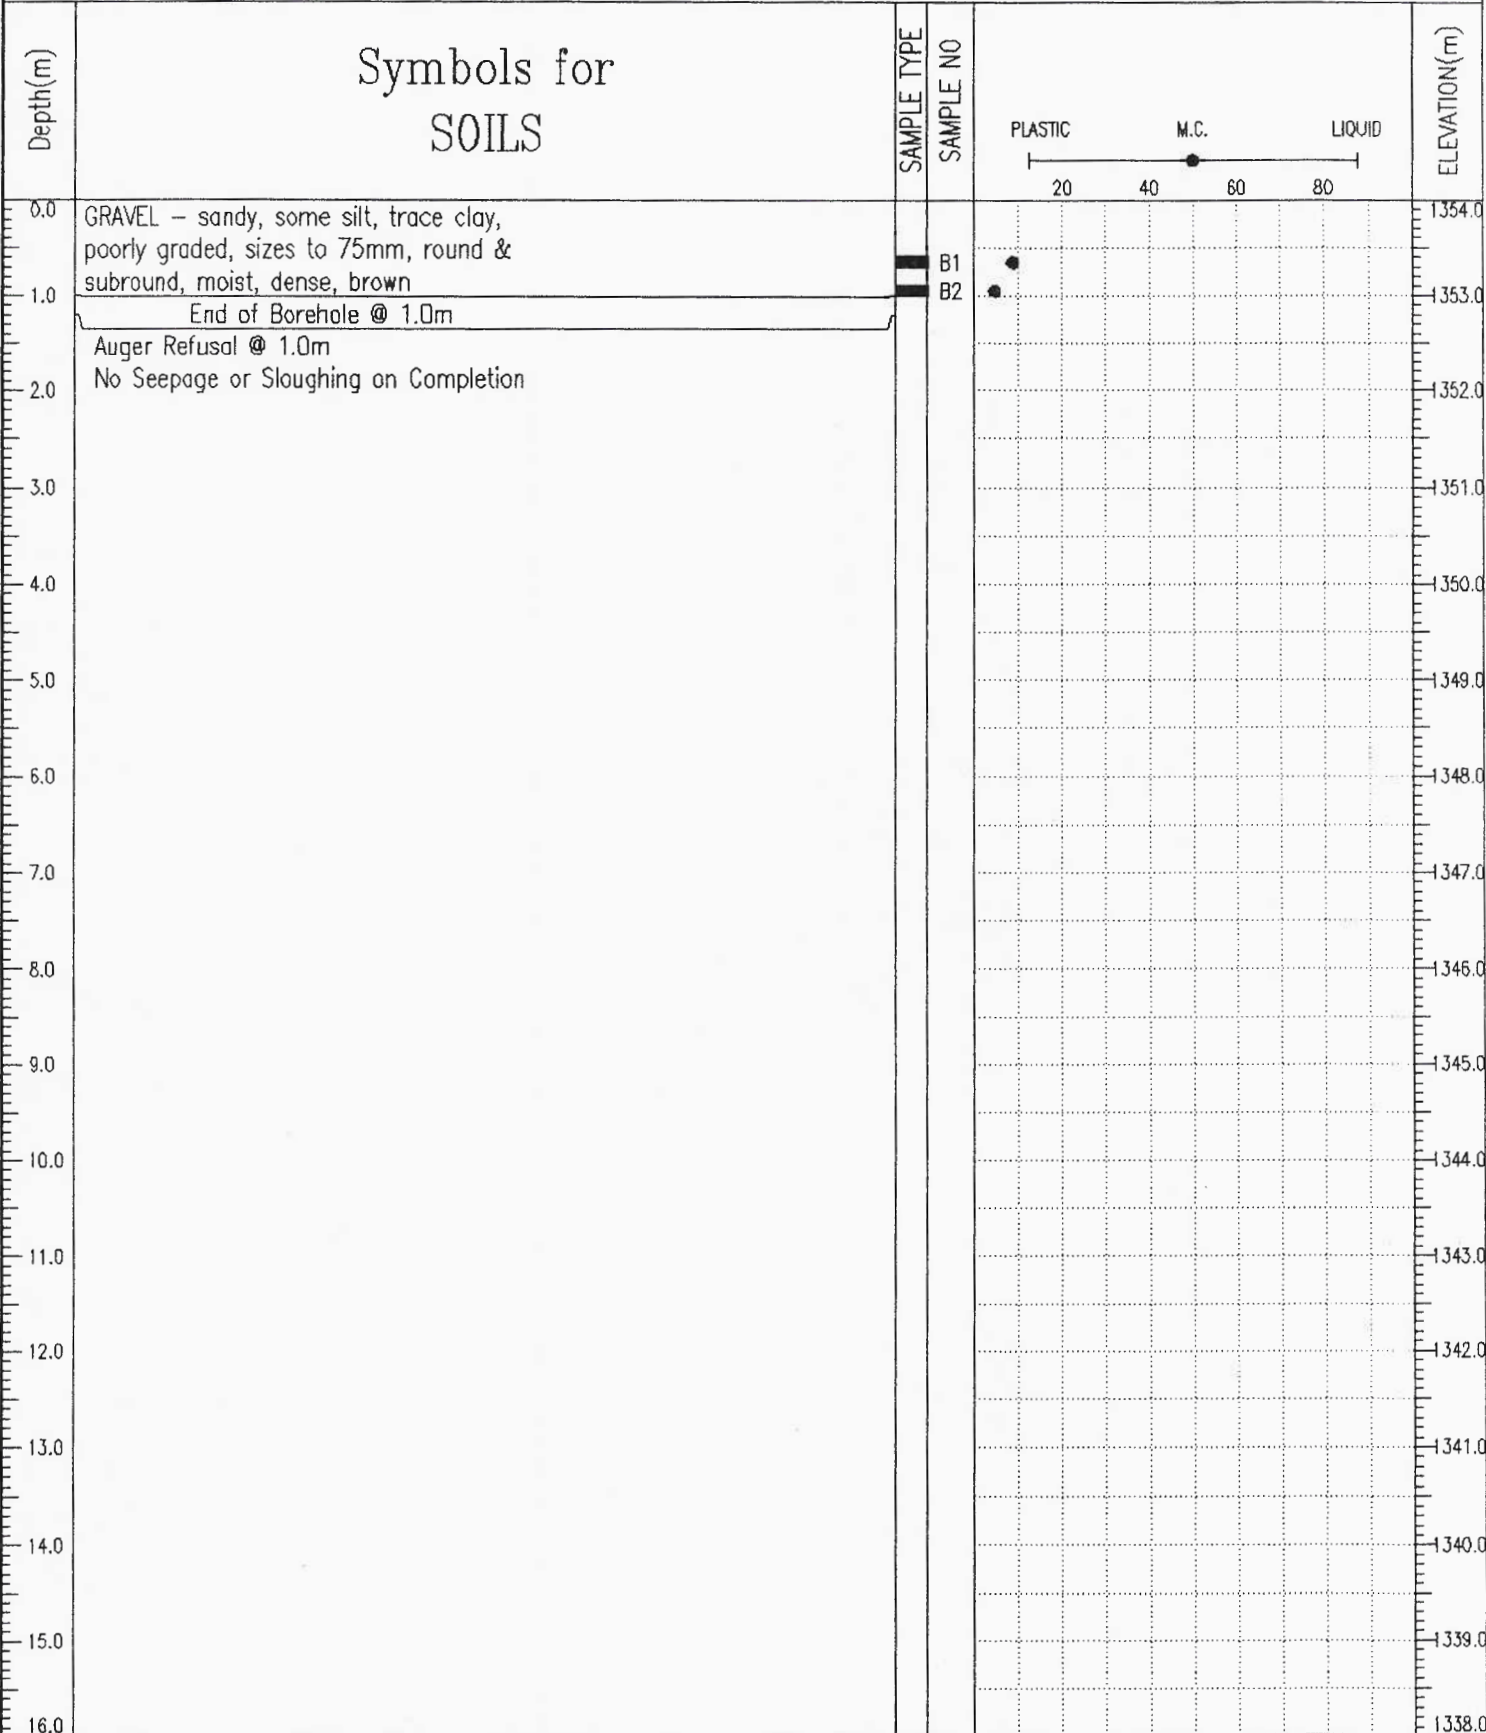 Depth(m)
Symbols for
SOILS
SAMPLE TYPE
SAMPLE NO
PLASTIC M.C. LIQUID
20 40 60 80
ELEVATION(m)
0.0 GRAVEL – sandy, some silt, trace clay, 1354.0
poorly graded, sizes to 75mm, round &
B1
subround, moist, dense, brown
1.0 B2 1353.0
End of Borehole @ 1.0m
Auger Refusal @ 1.0m
No Seepage or Sloughing on Completion
2.0 1352.0
3.0 1351.0
4.0 1350.0
5.0 1349.0
6.0 1348.0
7.0 1347.0
8.0 1346.0
9.0 1345.0
10.0 1344.0
11.0 1343.0
12.0 1342.0
13.0 1341.0
14.0 1340.0
15.0 1339.0
16.0 1338.0